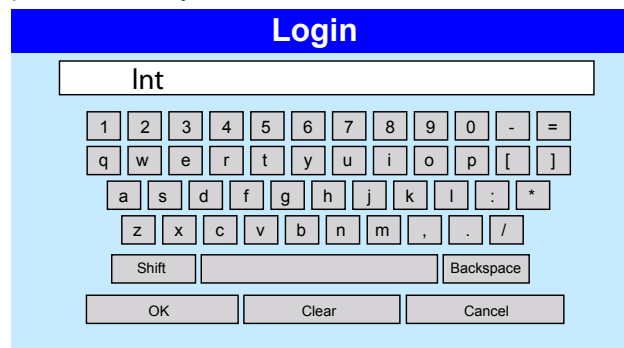 Login
Int
1 2 3 4 5 6 7 8 9 0 - =
q w e r t y u i o p [ ]
a s d f g h j k l : *
z x c v b n m , . /
Shift Backspace
OK Clear Cancel